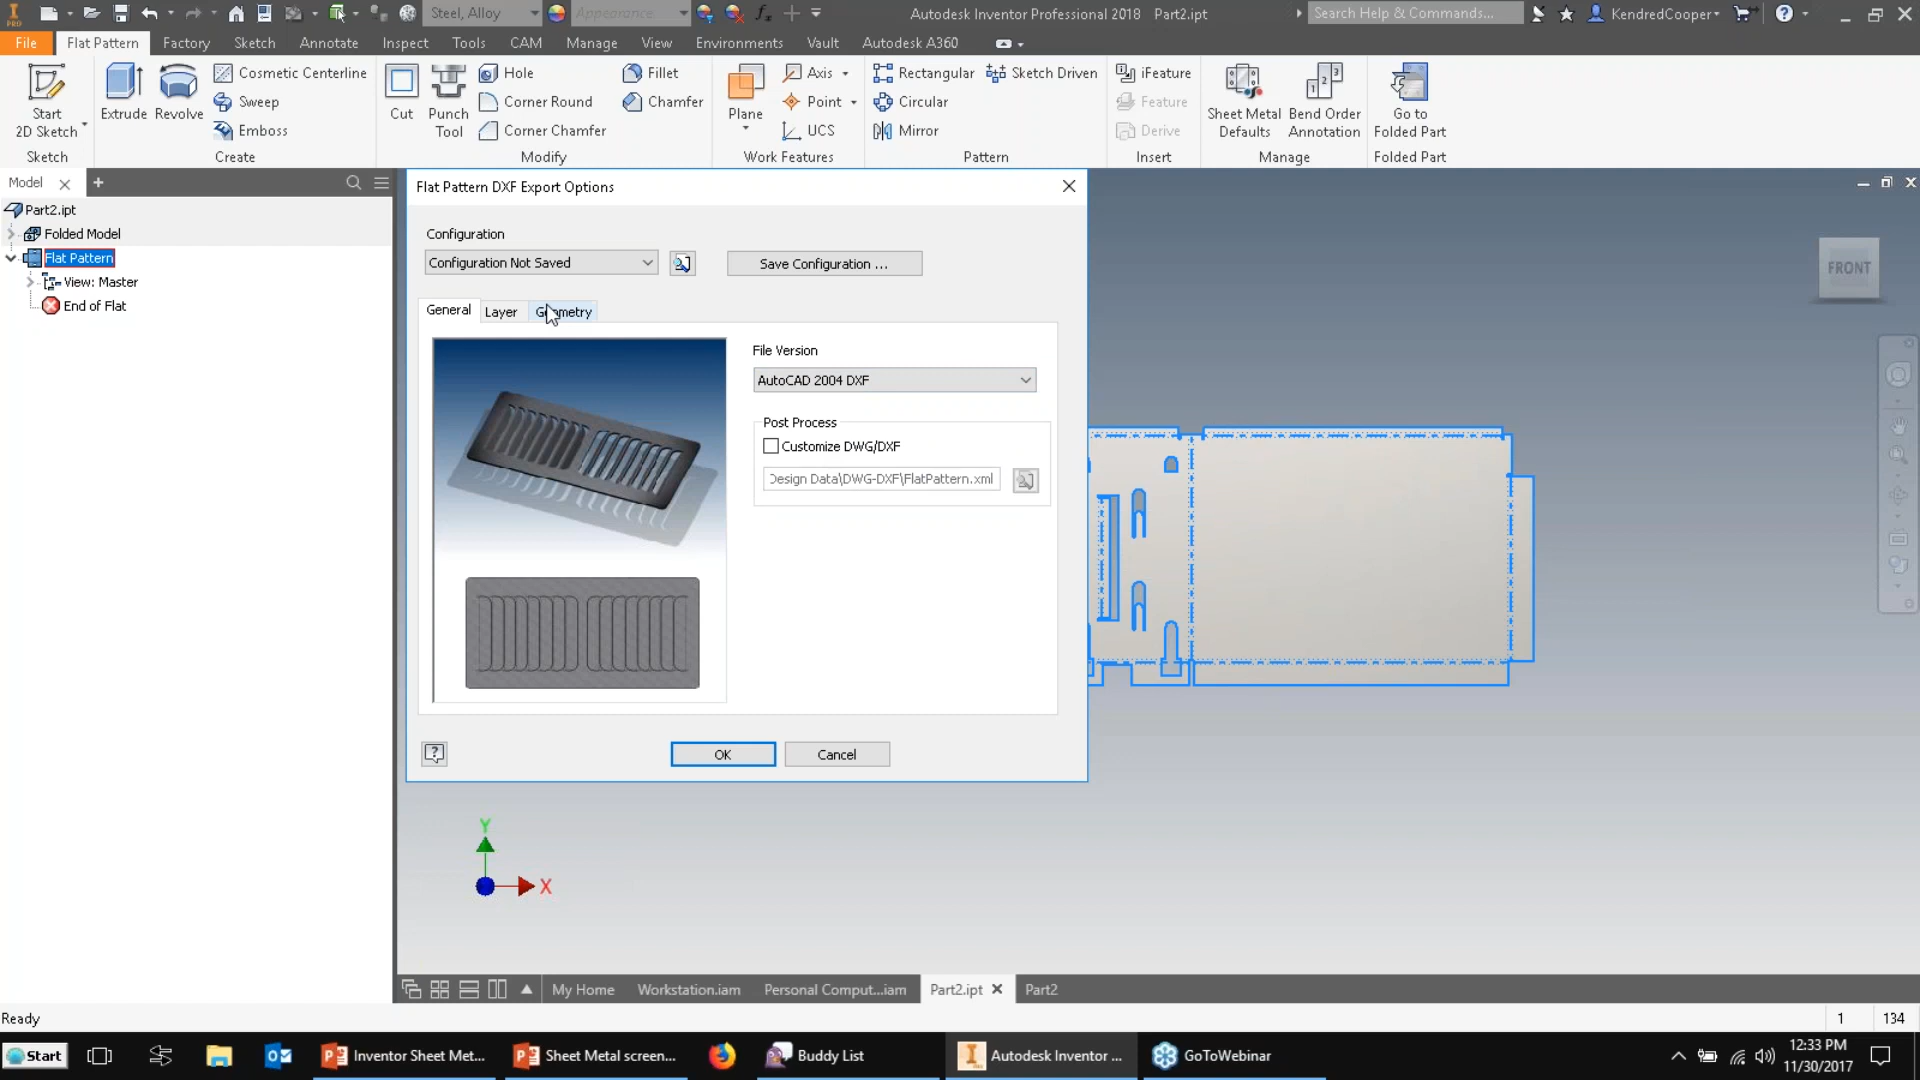 PRO
Steel, Alloy
Appearance
Autodesk Inventor Professional 2018 Part2.ipt
Search Help & Commands...
KendredCooper
File
Flat Pattern
Factory
Sketch
Annotate
Inspect
Tools
CAM
Manage
View
Environments
Vault
Autodesk A360
Start
2D Sketch
Sketch
Extrude
Revolve
Cosmetic Centerline
Sweep
Emboss
Create
Cut
Punch
Tool
Hole
Corner Round
Corner Chamfer
Fillet
Chamfer
Modify
Plane
Axis
Point
UCS
Work Features
Rectangular
Circular
Mirror
Sketch Driven
Pattern
iFeature
Feature
Derive
Insert
Sheet Metal
Defaults
Bend Order
Annotation
Manage
Go to
Folded Part
Folded Part
Model
Part2.ipt
Folded Model
Flat Pattern
View: Master
End of Flat
Flat Pattern DXF Export Options
Configuration
Configuration Not Saved
Save Configuration ...
General
Layer
Geometry
File Version
AutoCAD 2004 DXF
Post Process
Customize DWG/DXF
Design Data\DWG-DXF\FlatPattern.xml
OK
Cancel
FRONT
Y
X
My Home
Workstation.iam
Personal Comput...iam
Part2.ipt
Part2
Ready
1
134
Start
Inventor Sheet Met...
Sheet Metal screen...
Buddy List
Autodesk Inventor ...
GoToWebinar
12:33 PM
11/30/2017